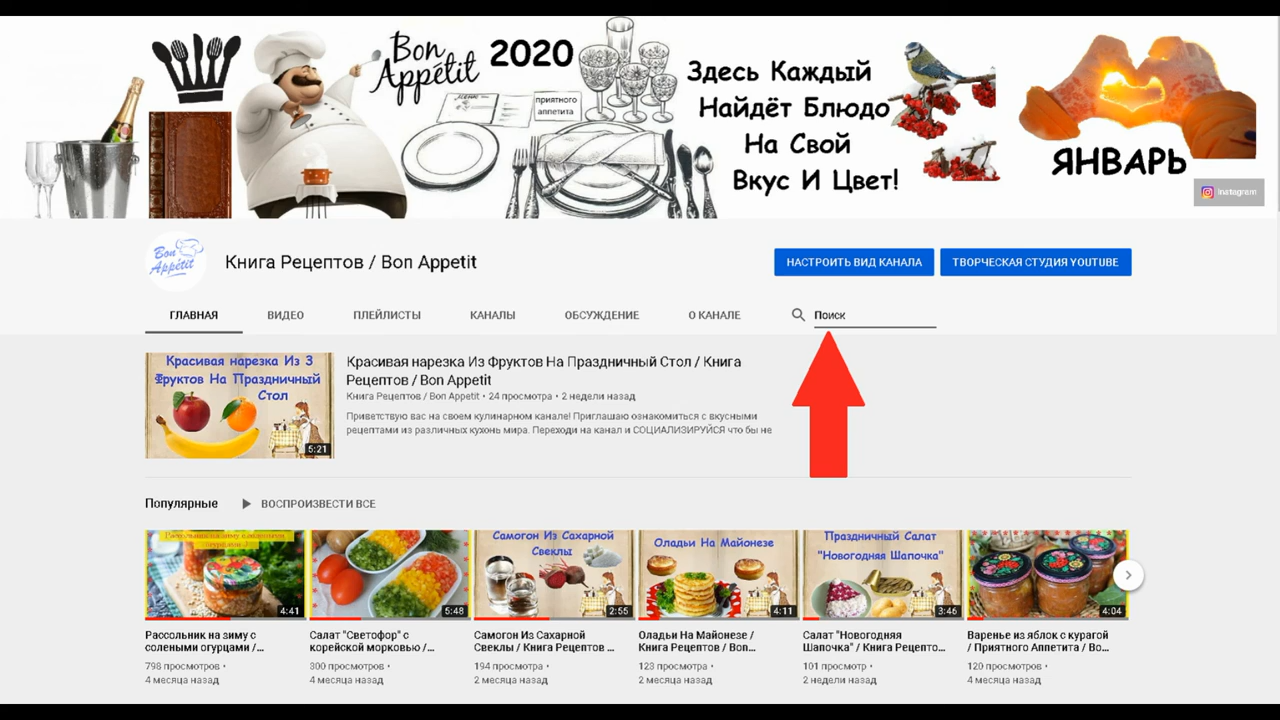 Bon
Appétit
2020
приятного
аппетита
Здесь Каждый
Найдёт Блюдо
На Свой
Вкус И Цвет!
ЯНВАРЬ
Instagram
Bon
Appétit
Книга Рецептов / Bon Appetit
НАСТРОИТЬ ВИД КАНАЛА
ТВОРЧЕСКАЯ СТУДИЯ YOUTUBE
ГЛАВНАЯ
ВИДЕО
ПЛЕЙЛИСТЫ
КАНАЛЫ
ОБСУЖДЕНИЕ
О КАНАЛЕ
Поиск
Красивая нарезка Из 3
Фруктов На Праздничный
Стол
5:21
Красивая нарезка Из Фруктов На Праздничный Стол / Книга
Рецептов / Bon Appetit
Книга Рецептов / Bon Appetit • 24 просмотра • 2 недели назад
Приветствую вас на своем кулинарном канале! Приглашаю ознакомиться с вкусными
рецептами из различных кухонь мира. Переходи на канал и СОЦИАЛИЗИРУЙСЯ что бы не
Популярные
ВОСПРОИЗВЕСТИ ВСЕ
Рассольник на зиму с солеными
огурцами
4:41
5:48
Самогон Из Сахарной
Свеклы
2:55
Оладьи На Майонезе
4:11
Праздничный Салат
"Новогодняя Шапочка"
3:46
4:04
Рассольник на зиму с
солеными огурцами /...
798 просмотров •
4 месяца назад
Салат "Светофор" с
корейской морковью /...
300 просмотров •
4 месяца назад
Самогон Из Сахарной
Свеклы / Книга Рецептов ...
194 просмотра •
2 месяца назад
Оладьи На Майонезе /
Книга Рецептов / Bon...
123 просмотра •
2 месяца назад
Салат "Новогодняя
Шапочка" / Книга Рецепто...
101 просмотр •
2 недели назад
Варенье из яблок с курагой
/ Приятного Аппетита / Bo...
120 просмотров •
4 месяца назад